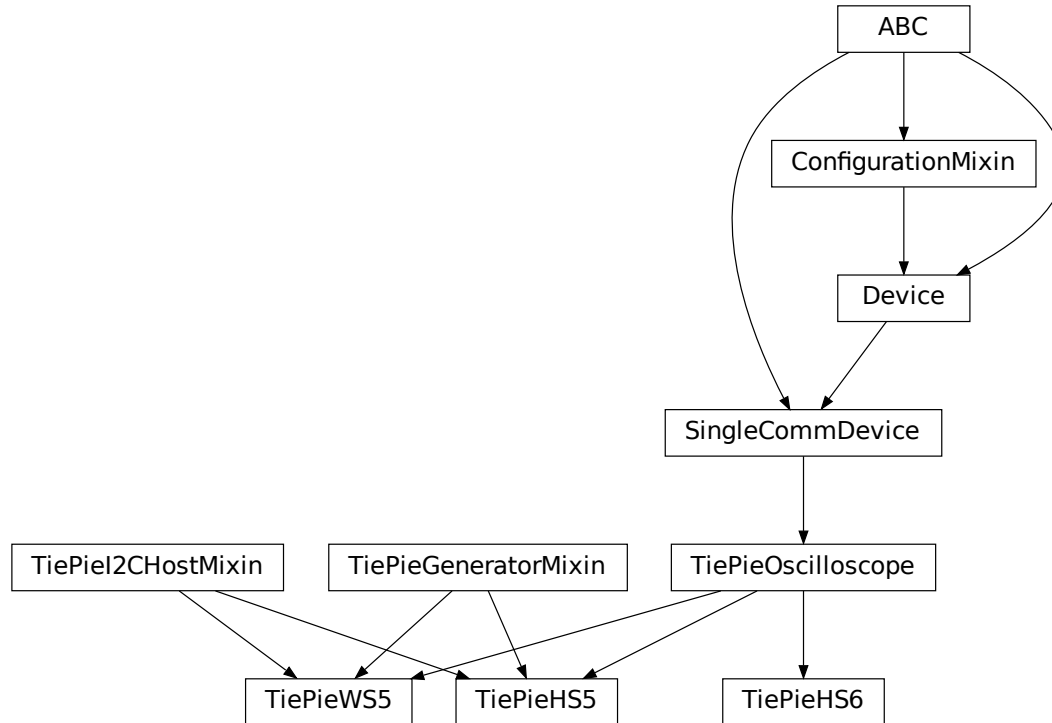 ABC
ConfigurationMixin
Device
SingleCommDevice
TiePieI2CHostMixin
TiePieGeneratorMixin
TiePieOscilloscope
TiePieWS5
TiePieHS5
TiePieHS6